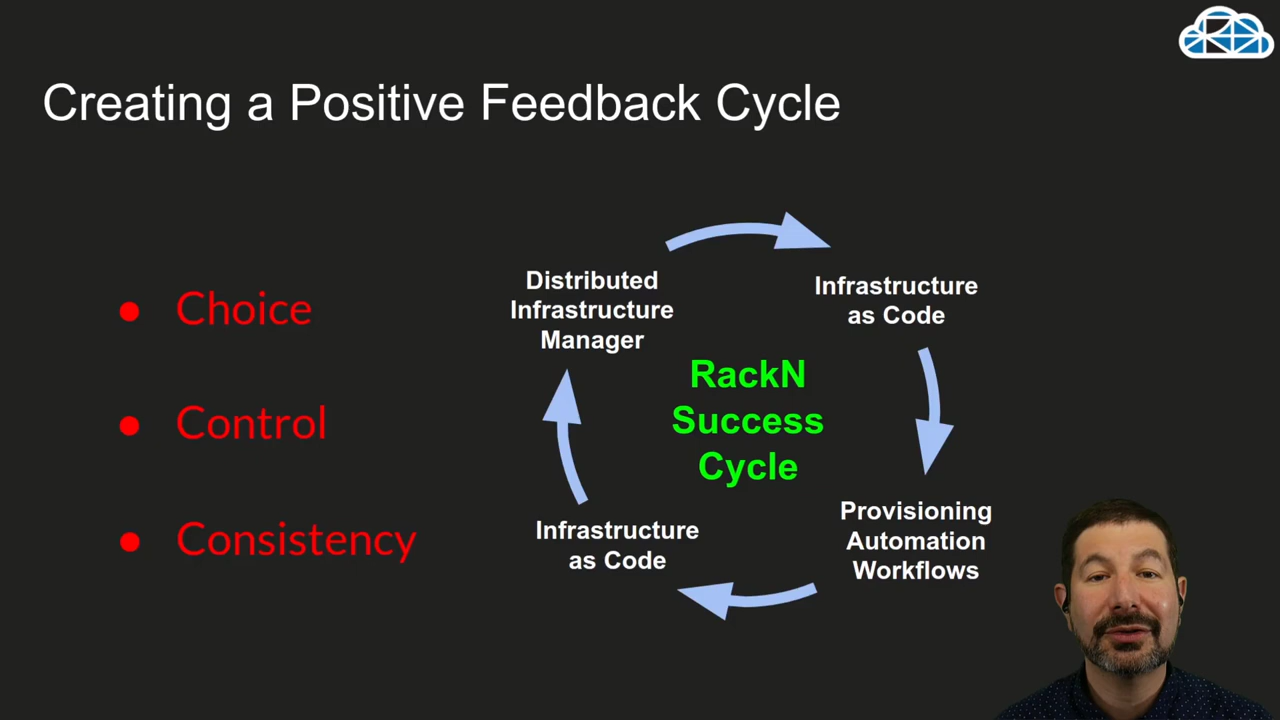 Creating a Positive Feedback Cycle
● Choice
● Control
● Consistency
Distributed
Infrastructure
Manager
Infrastructure
as Code
RackN
Success
Cycle
Provisioning
Automation
Workflows
Infrastructure
as Code